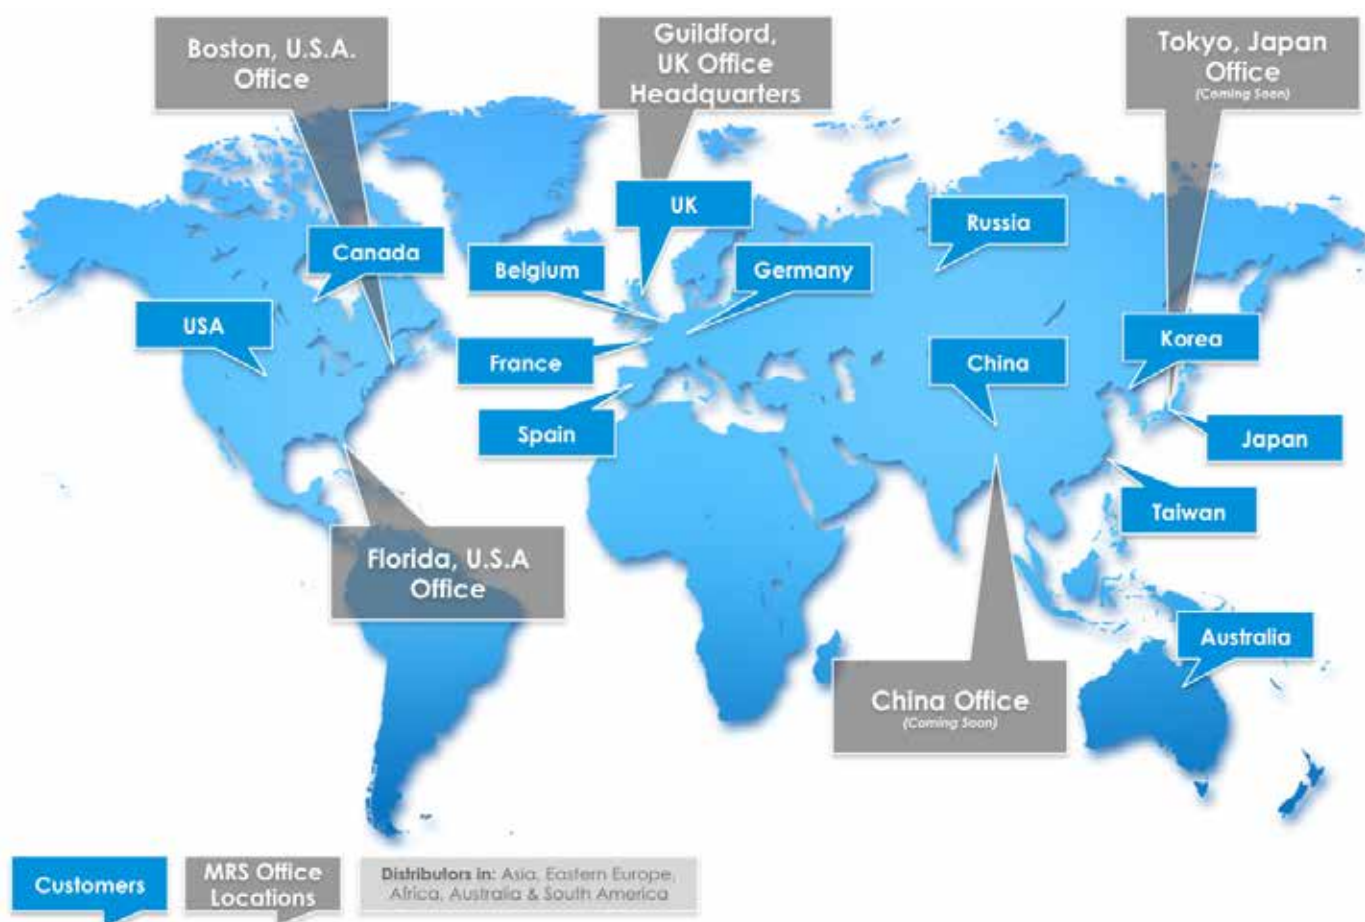 Boston, U.S.A.
Office
Guildford,
UK Office
Headquarters
Tokyo, Japan
Office
(Coming Soon)
UK
Russia
Canada
Belgium
Germany
USA
Korea
France
China
Spain
Japan
Taiwan
Florida, U.S.A
Office
Australia
China Office
(Coming Soon)
Customers
MRS Office
Locations
Distributors in: Asia, Eastern Europe,
Africa, Australia & South America